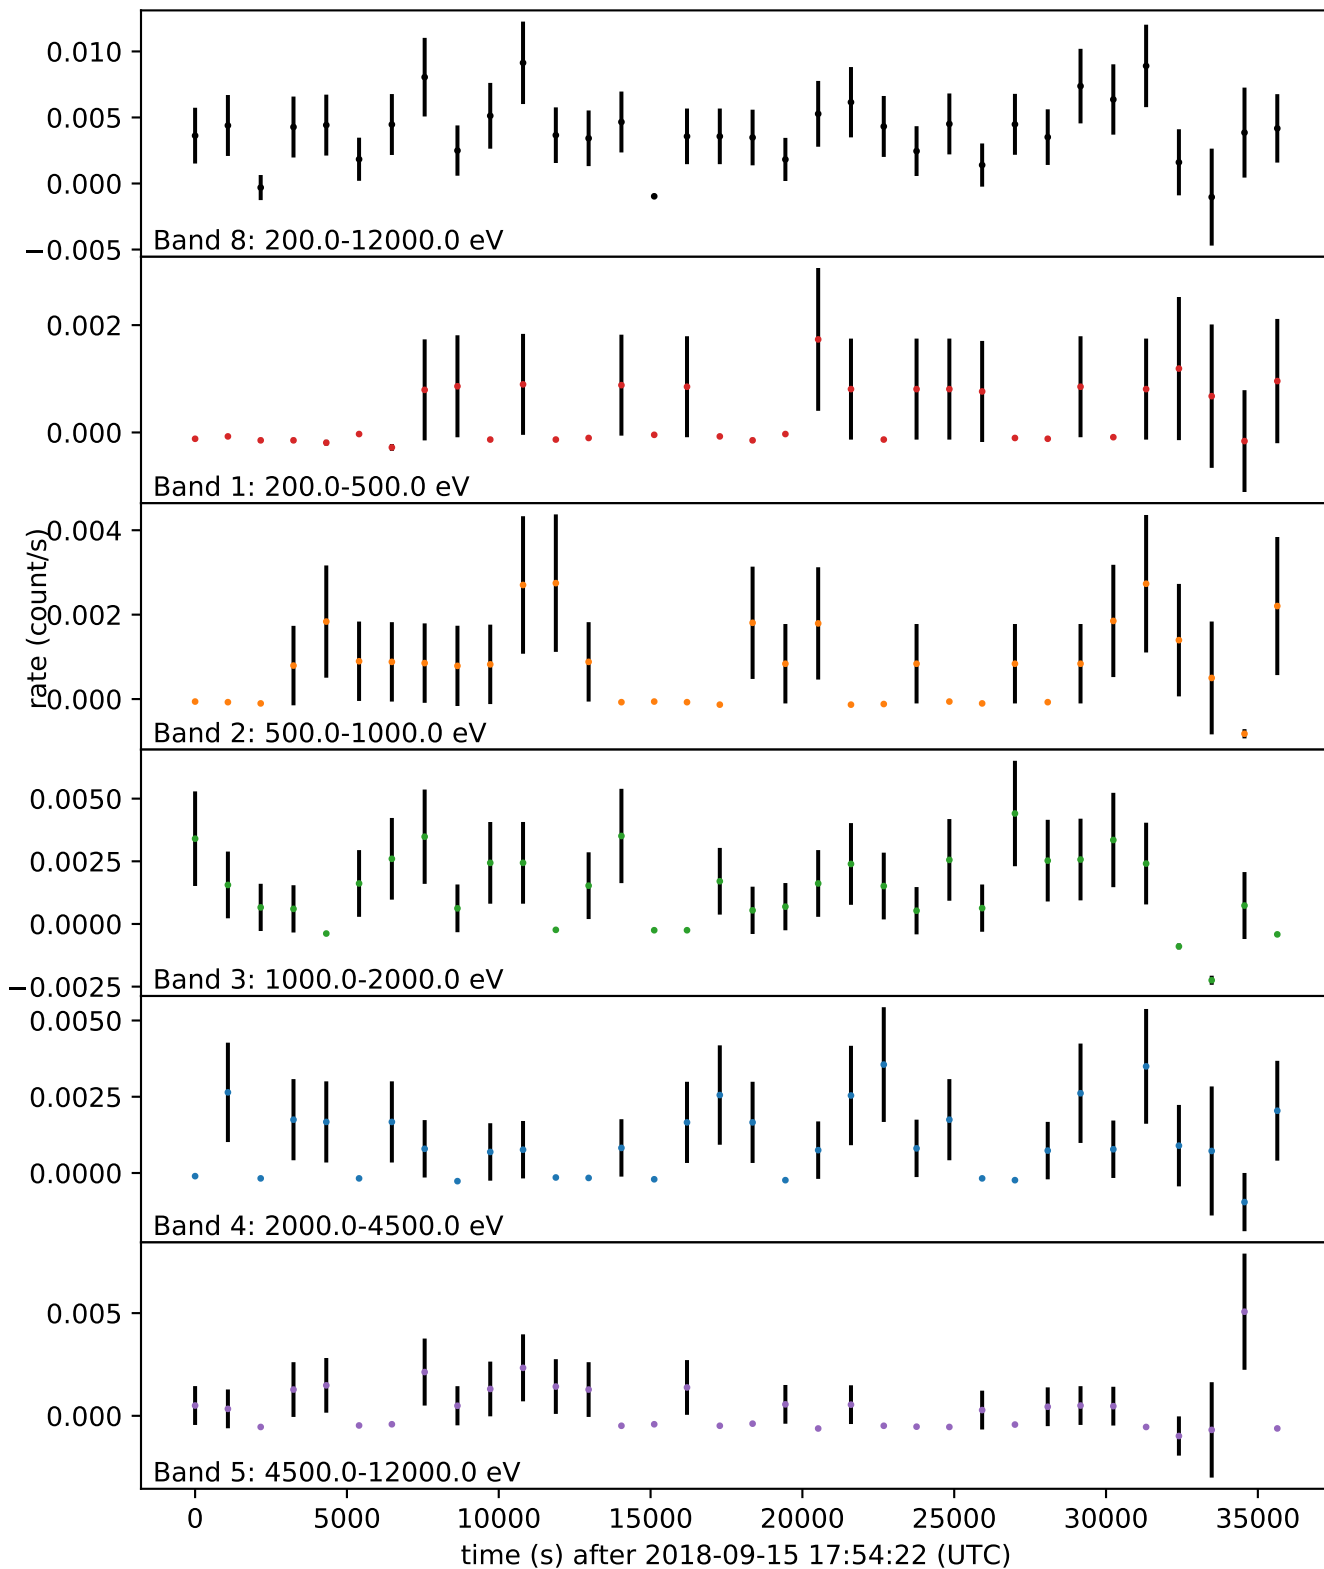 0.010
0.005
0.000
−0.005
Band 8: 200.0-12000.0 eV
0.002
0.000
Band 1: 200.0-500.0 eV
rate (count/s)
0.004
0.002
0.000
Band 2: 500.0-1000.0 eV
0.0050
0.0025
0.0000
−0.0025
Band 3: 1000.0-2000.0 eV
0.0050
0.0025
0.0000
Band 4: 2000.0-4500.0 eV
0.005
0.000
Band 5: 4500.0-12000.0 eV
0 5000 10000 15000 20000 25000 30000 35000
time (s) after 2018-09-15 17:54:22 (UTC)